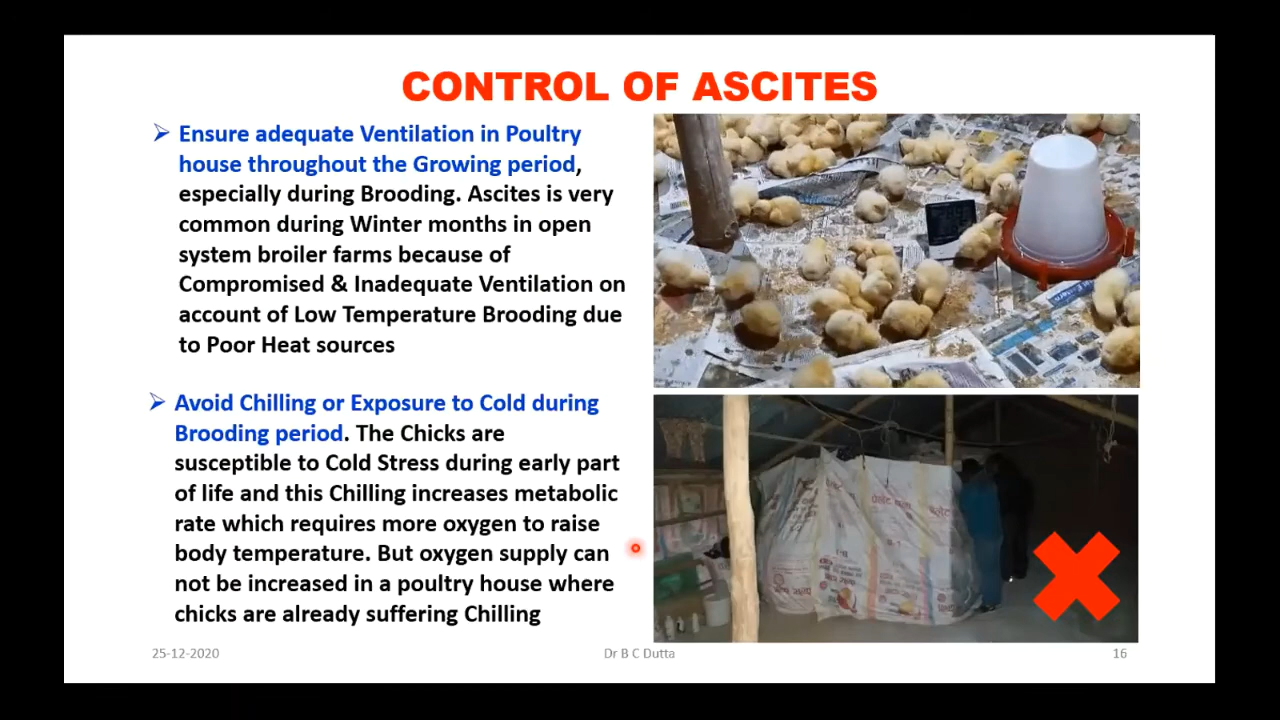 CONTROL OF ASCITES
Ensure adequate Ventilation in Poultry
house throughout the Growing period,
especially during Brooding. Ascites is very
common during Winter months in open
system broiler farms because of
Compromised & Inadequate Ventilation on
account of Low Temperature Brooding due
to Poor Heat sources
Avoid Chilling or Exposure to Cold during
Brooding period. The Chicks are
susceptible to Cold Stress during early part
of life and this Chilling increases metabolic
rate which requires more oxygen to raise
body temperature. But oxygen supply can
not be increased in a poultry house where
chicks are already suffering Chilling
25-12-2020
Dr B C Dutta
16